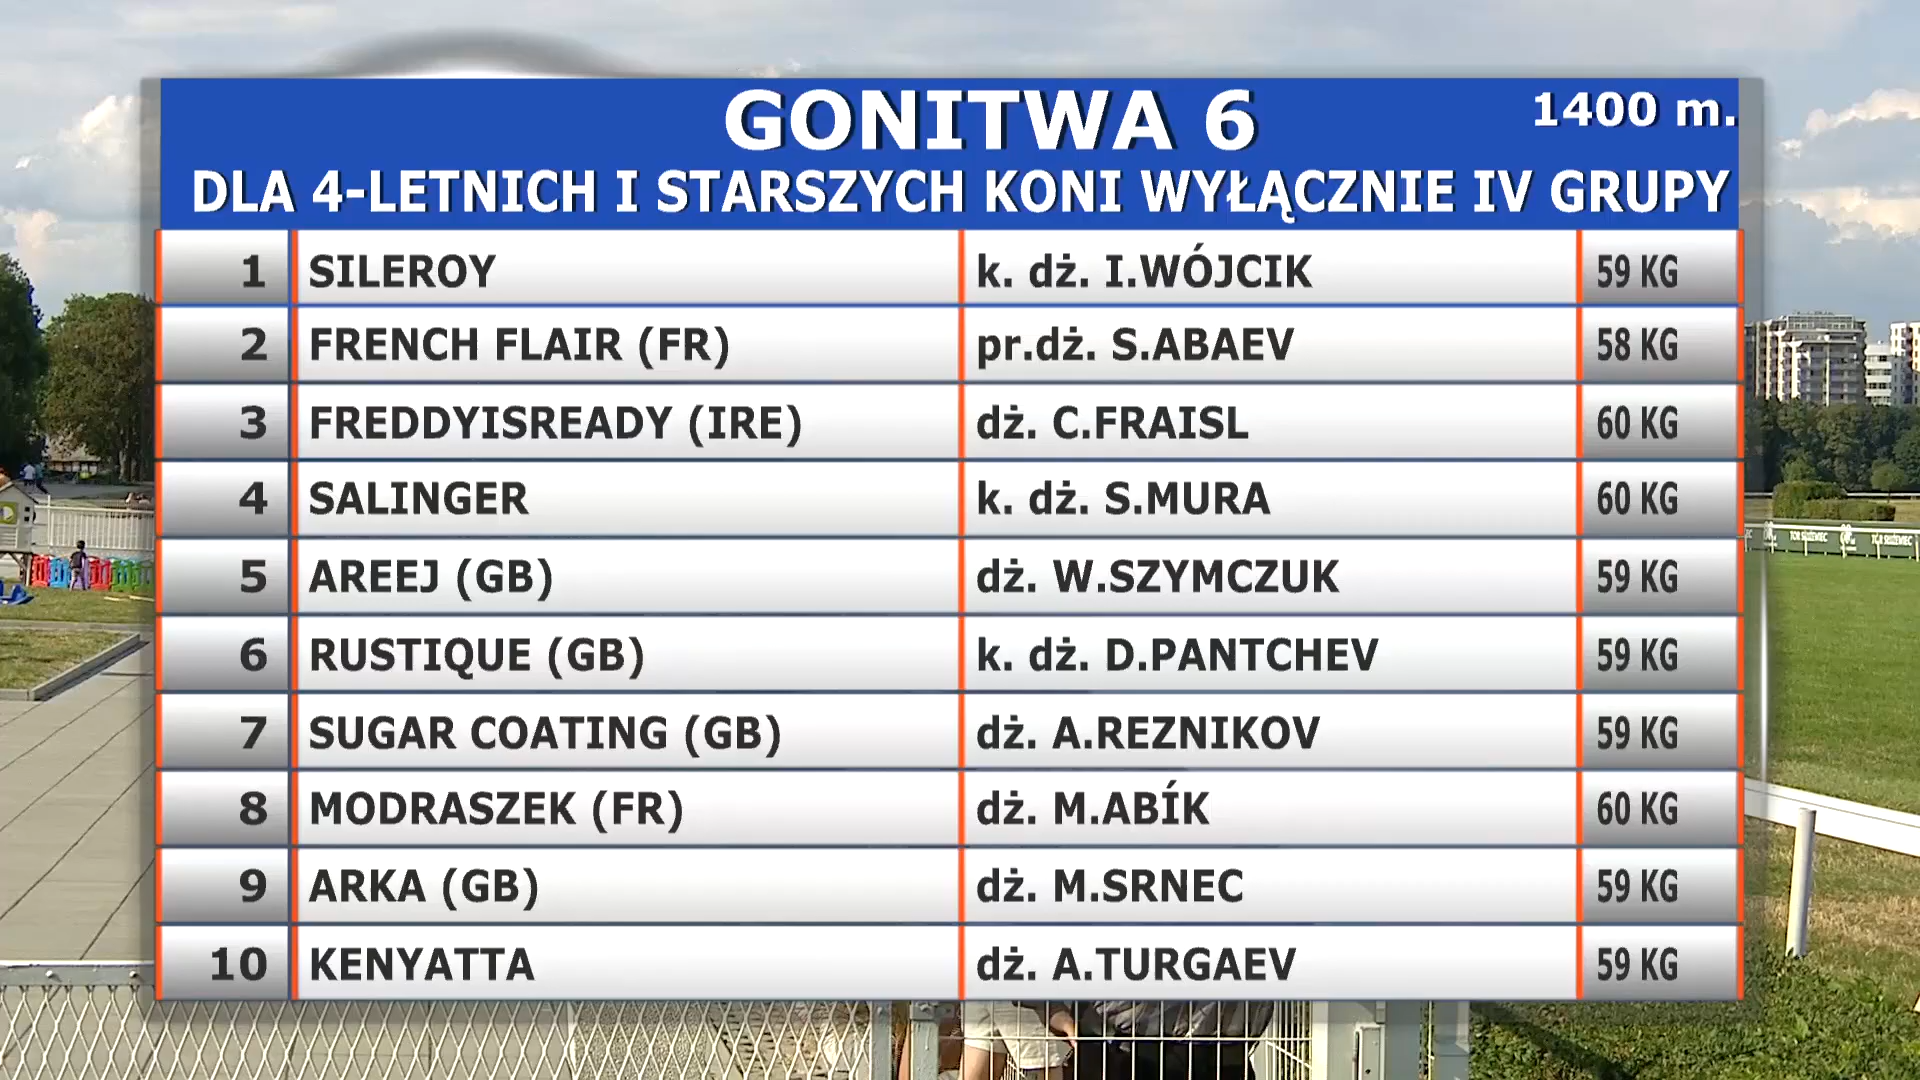 GONITWA 6
1400 m.
DLA 4-LETNICH I STARSZYCH KONI WYŁĄCZNIE IV GRUPY
1 SILEROY k. dż. I.WÓJCIK 59 KG
2 FRENCH FLAIR (FR) pr.dż. S.ABAEV 58 KG
3 FREDDYISREADY (IRE) dż. C.FRAISL 60 KG
4 SALINGER k. dż. S.MURA 60 KG
5 AREEJ (GB) dż. W.SZYMCZUK 59 KG
6 RUSTIQUE (GB) k. dż. D.PANTCHEV 59 KG
7 SUGAR COATING (GB) dż. A.REZNIKOV 59 KG
8 MODRASZEK (FR) dż. M.ABÍK 60 KG
9 ARKA (GB) dż. M.SRNEC 59 KG
10 KENYATTA dż. A.TURGAEV 59 KG
TOR SŁUŻEWIEC
TOR SŁUŻEWIEC